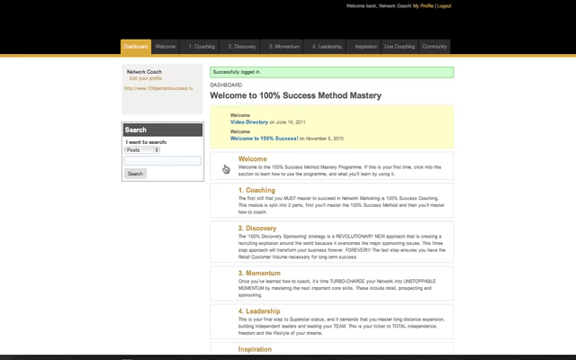 Welcome back, Network Coach! My Profile | Logout
Dashboard Welcome 1. Coaching 2. Discovery 3. Momentum 4. Leadership Inspiration Live Coaching Community
Network Coach
Edit your profile
http://www.100percentsuccess.tv
Search
I want to search:
Posts
Search
Successfully logged in.
DASHBOARD
Welcome to 100% Success Method Mastery
Welcome
Video Directory on June 14, 2011
Welcome
Welcome to 100% Success! on November 5, 2010
Welcome
Welcome to the 100% Success Method Mastery Programme. If this is your first time, click into this
section to learn how to use the programme, and what you'll learn by using it.
1. Coaching
The first skill that you MUST master to succeed in Network Marketing is 100% Success Coaching.
This module is split into 2 parts, first you'll master the 100% Success Method and then you'll master
how to coach.
2. Discovery
The '100% Discovery Sponsoring' strategy is a REVOLUTIONARY NEW approach that is creating a
recruiting explosion around the world because it overcomes the major sponsoring issues. This three
step approach will transform your business forever. FOREVER!!! The last step ensures you have the
Retail Customer Volume necessary for long term success.
3. Momentum
Once you've learned how to coach, it's time TURBO-CHARGE your Network into UNSTOPPABLE
MOMENTUM by mastering the next important core skills. These include retail, prospecting and
sponsoring.
4. Leadership
This is your final step to Superstar status, and it demands that you master long-distance expansion,
building independent leaders and leading your TEAM. This is your ticket to TOTAL independence,
freedom and the lifestyle of your dreams.
Inspiration